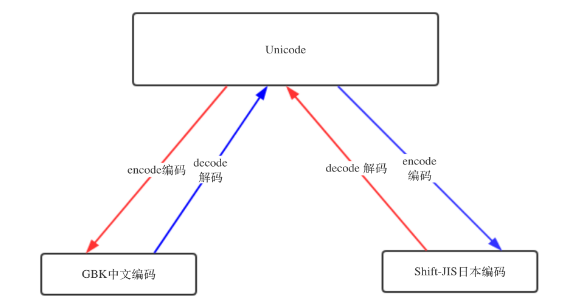 Unicode
encode编码
decode
解码
decode 解码
encode
编码
GBK中文编码
Shift-JIS日本编码